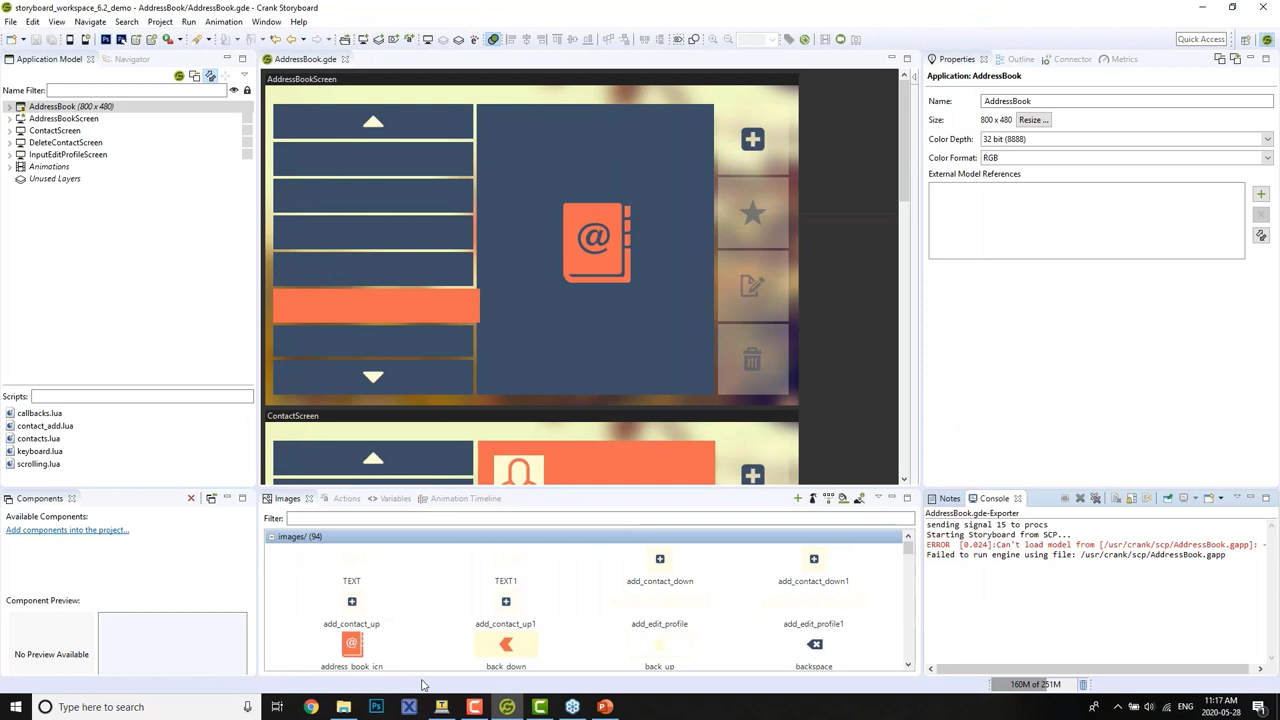 storyboard_workspace_6.2_demo - AddressBook/AddressBook.gde - Crank Storyboard
File Edit View Navigate Search Project Run Animation Window Help
Quick Access
Application Model Navigator
Name Filter:
AddressBook (800 x 480)
AddressBookScreen
ContactScreen
DeleteContactScreen
InputEditProfileScreen
Animations
Unused Layers
Scripts:
callbacks.lua
contact_add.lua
contacts.lua
keyboard.lua
scrolling.lua
AddressBook.gde
AddressBookScreen
@
ContactScreen
Properties Outline Connector Metrics
Application: AddressBook
Name: AddressBook
Size: 800 x 480 Resize ...
Color Depth: 32 bit (8888)
Color Format: RGB
External Model References
Components
Available Components:
Add components into the project...
Component Preview:
No Preview Available
Images Actions Variables Animation Timeline
Filter:
images/ (94)
TEXT TEXT1 add_contact_down add_contact_down1
add_contact_up add_contact_up1 add_edit_profile add_edit_profile1
address_book_icn back_down back_up backspace
Notes Console
AddressBook.gde-Exporter
sending signal 15 to procs
Starting Storyboard from SCP...
ERROR [0.024]:Can't load model from [/usr/crank/scp/AddressBook.gapp]: -
Failed to run engine using file: /usr/crank/scp/AddressBook.gapp
160M of 251M
Type here to search
11:17 AM
2020-05-28